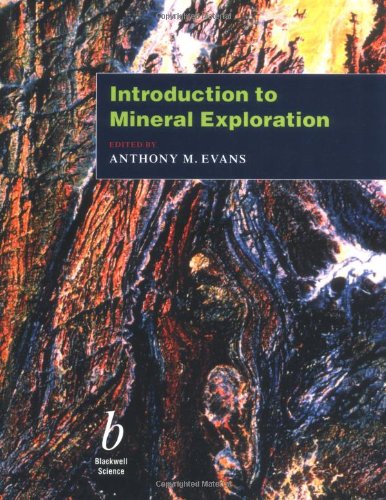 Introduction to
Mineral Exploration
EDITED BY
ANTHONY M. EVANS
b
Blackwell
Science